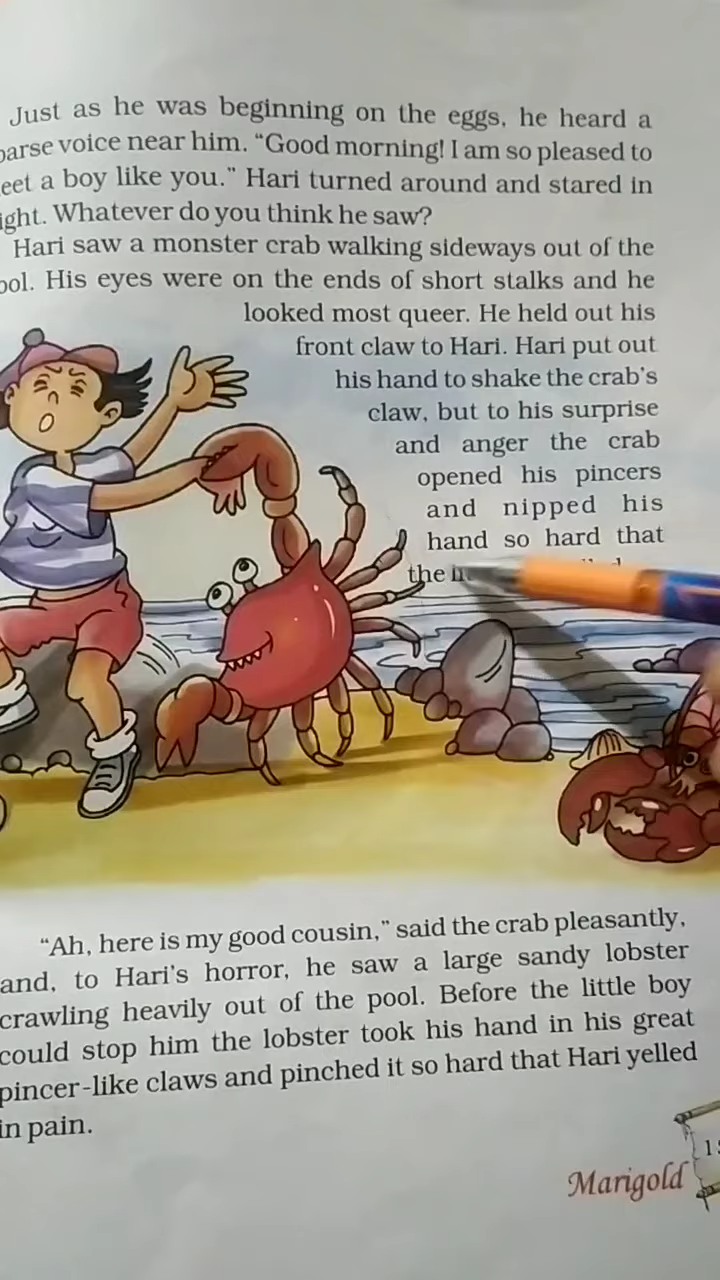 Just as he was beginning on the eggs, he heard a
voice near him. “Good morning! I am so pleased to
a boy like you.” Hari turned around and stared in
Whatever do you think he saw?
Hari saw a monster crab walking sideways out of the
His eyes were on the ends of short stalks and he
looked most queer. He held out his
front claw to Hari. Hari put out
his hand to shake the crab’s
claw, but to his surprise
and anger the crab
opened his pincers
and nipped his
hand so hard that
the
“Ah, here is my good cousin,” said the crab pleasantly,
and, to Hari’s horror, he saw a large sandy lobster
crawling heavily out of the pool. Before the little boy
could stop him the lobster took his hand in his great
pincer-like claws and pinched it so hard that Hari yelled
in pain.
Marigold